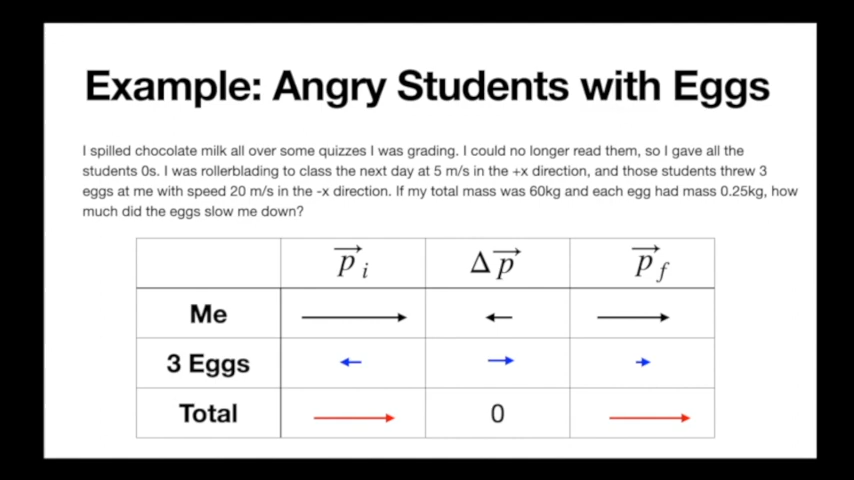 Example: Angry Students with Eggs
I spilled chocolate milk all over some quizzes I was grading. I could no longer read them, so I gave all the
students 0s. I was rollerblading to class the next day at 5 m/s in the +x direction, and those students threw 3
eggs at me with speed 20 m/s in the -x direction. If my total mass was 60kg and each egg had mass 0.25kg, how
much did the eggs slow me down?
p⃗ i Δp⃗ p⃗ f
Me
3 Eggs
Total 0